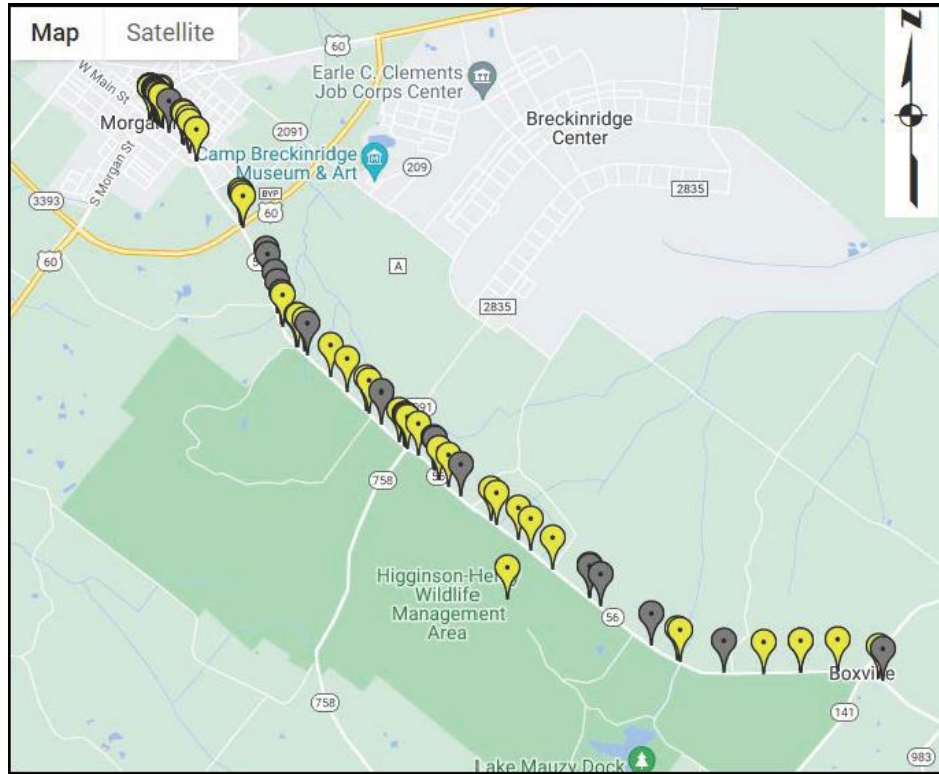 Map Satellite
N
60
W Main St
Earle C. Clements
Job Corps Center
Breckinridge
Center
2091
Camp Breckinridge
Museum & Art
209
S Morgan St
3393
2835
BYP
60
60
A
2835
758
56
Higginson-Henry
Wildlife
Management
Area
56
Boxville
758
141
983
Lake Mauzy Dock